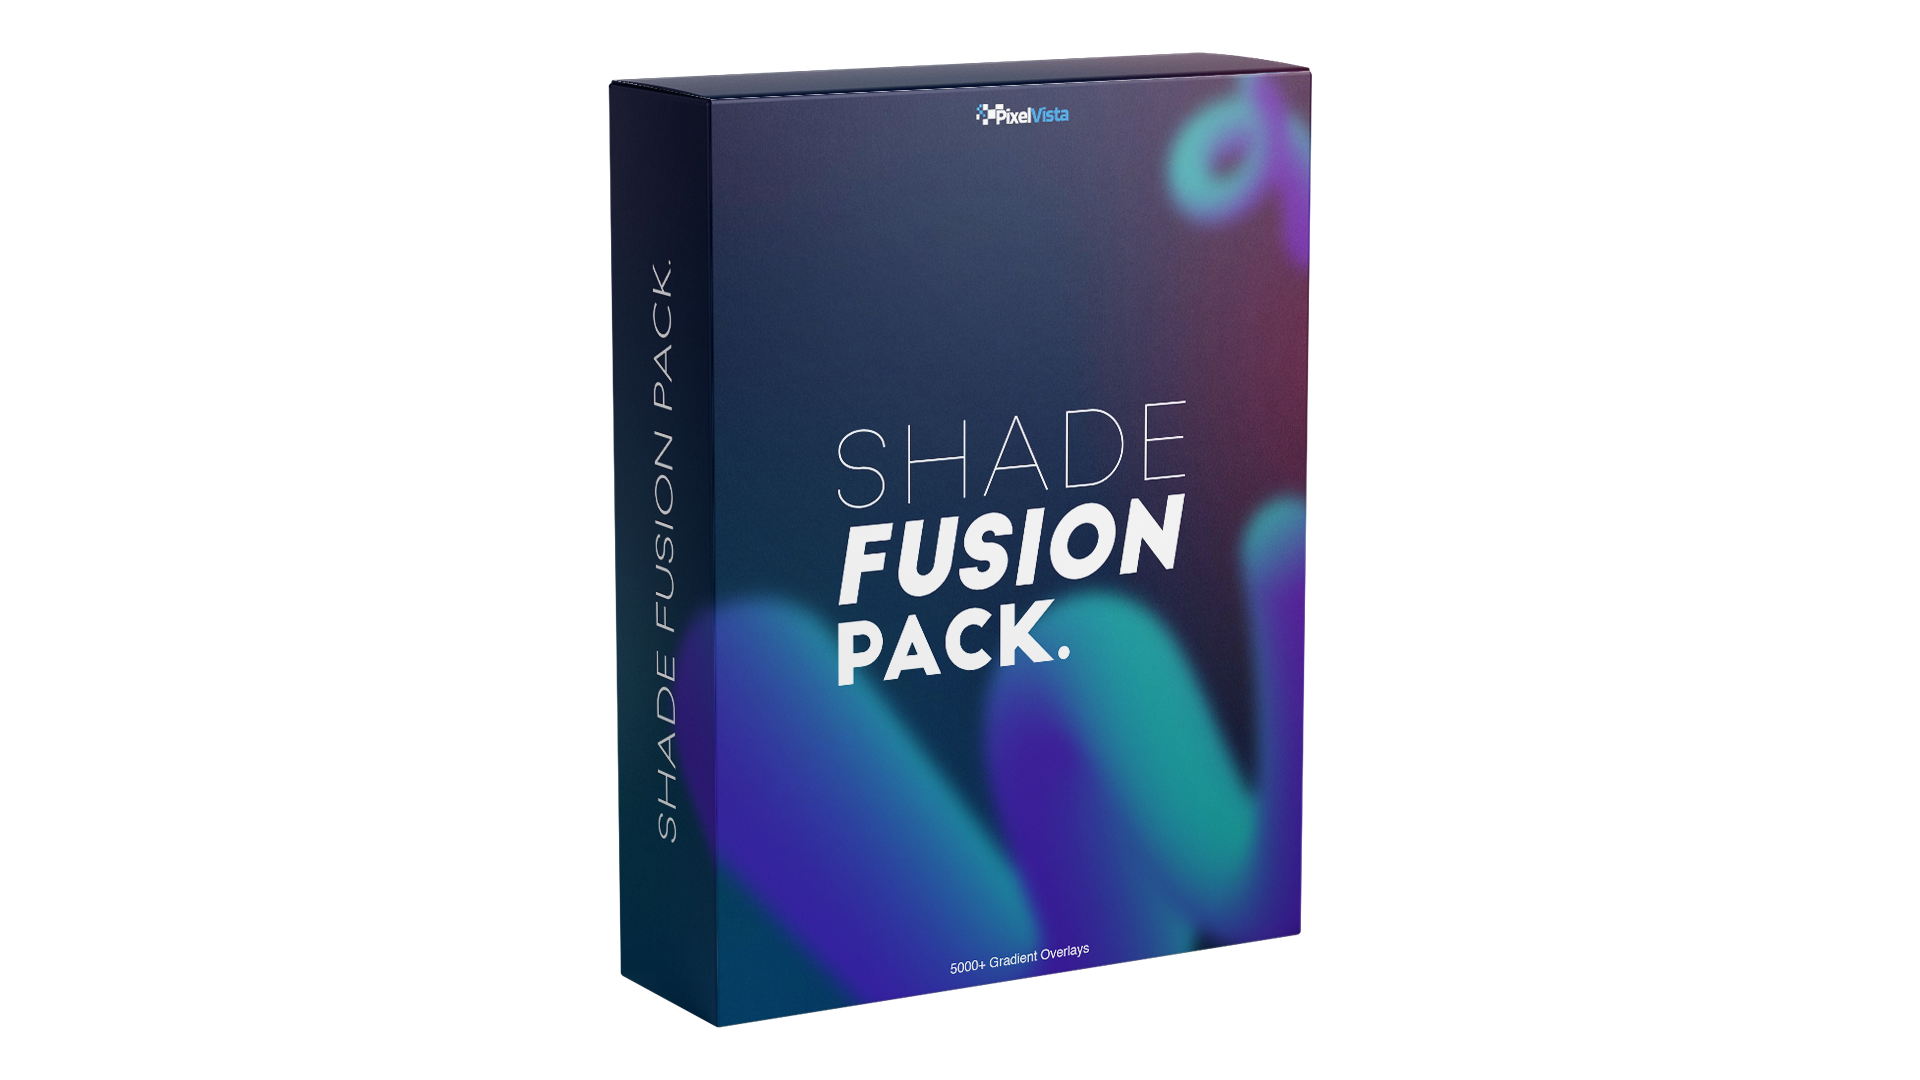 PixelVista
SHADE FUSION PACK.
SHADE
FUSION
PACK.
5000+ Gradient Overlays